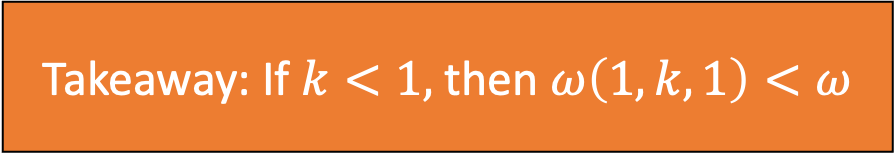 Takeaway: If 𝑘 < 1, then 𝜔(1, 𝑘, 1) < 𝜔